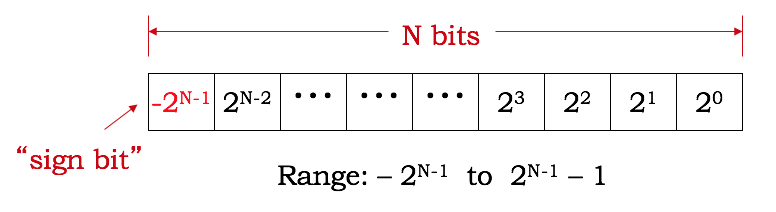 N bits
-2^N-1 2^N-2 ••• ••• ••• 2^3 2^2 2^1 2^0
“sign bit”
Range: – 2^N-1 to 2^N-1 – 1